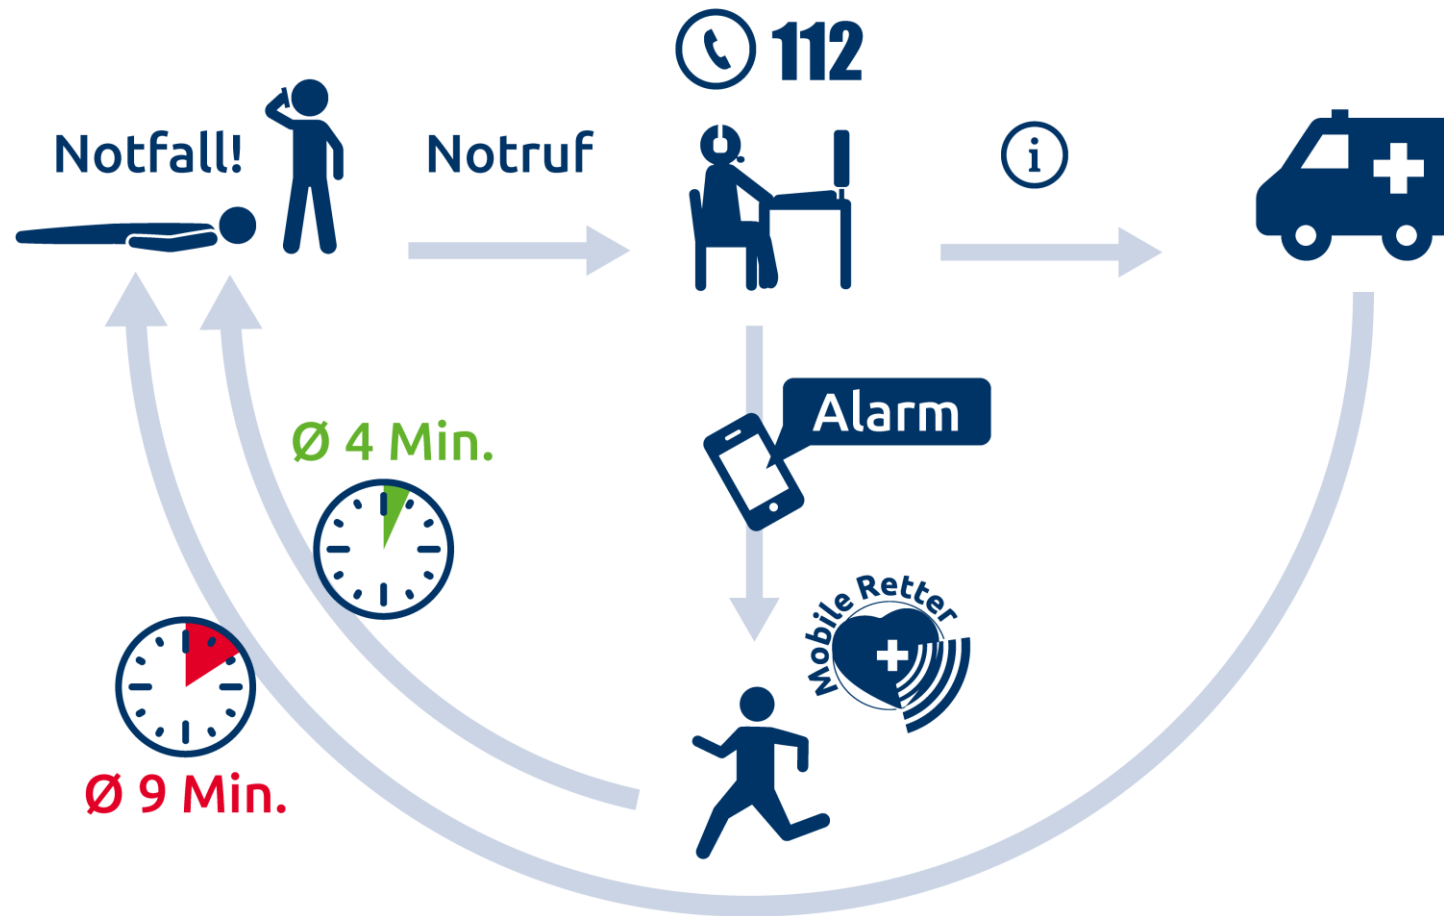 112
Notfall!
Notruf
i
Alarm
Ø 4 Min.
Mobile Retter
Ø 9 Min.